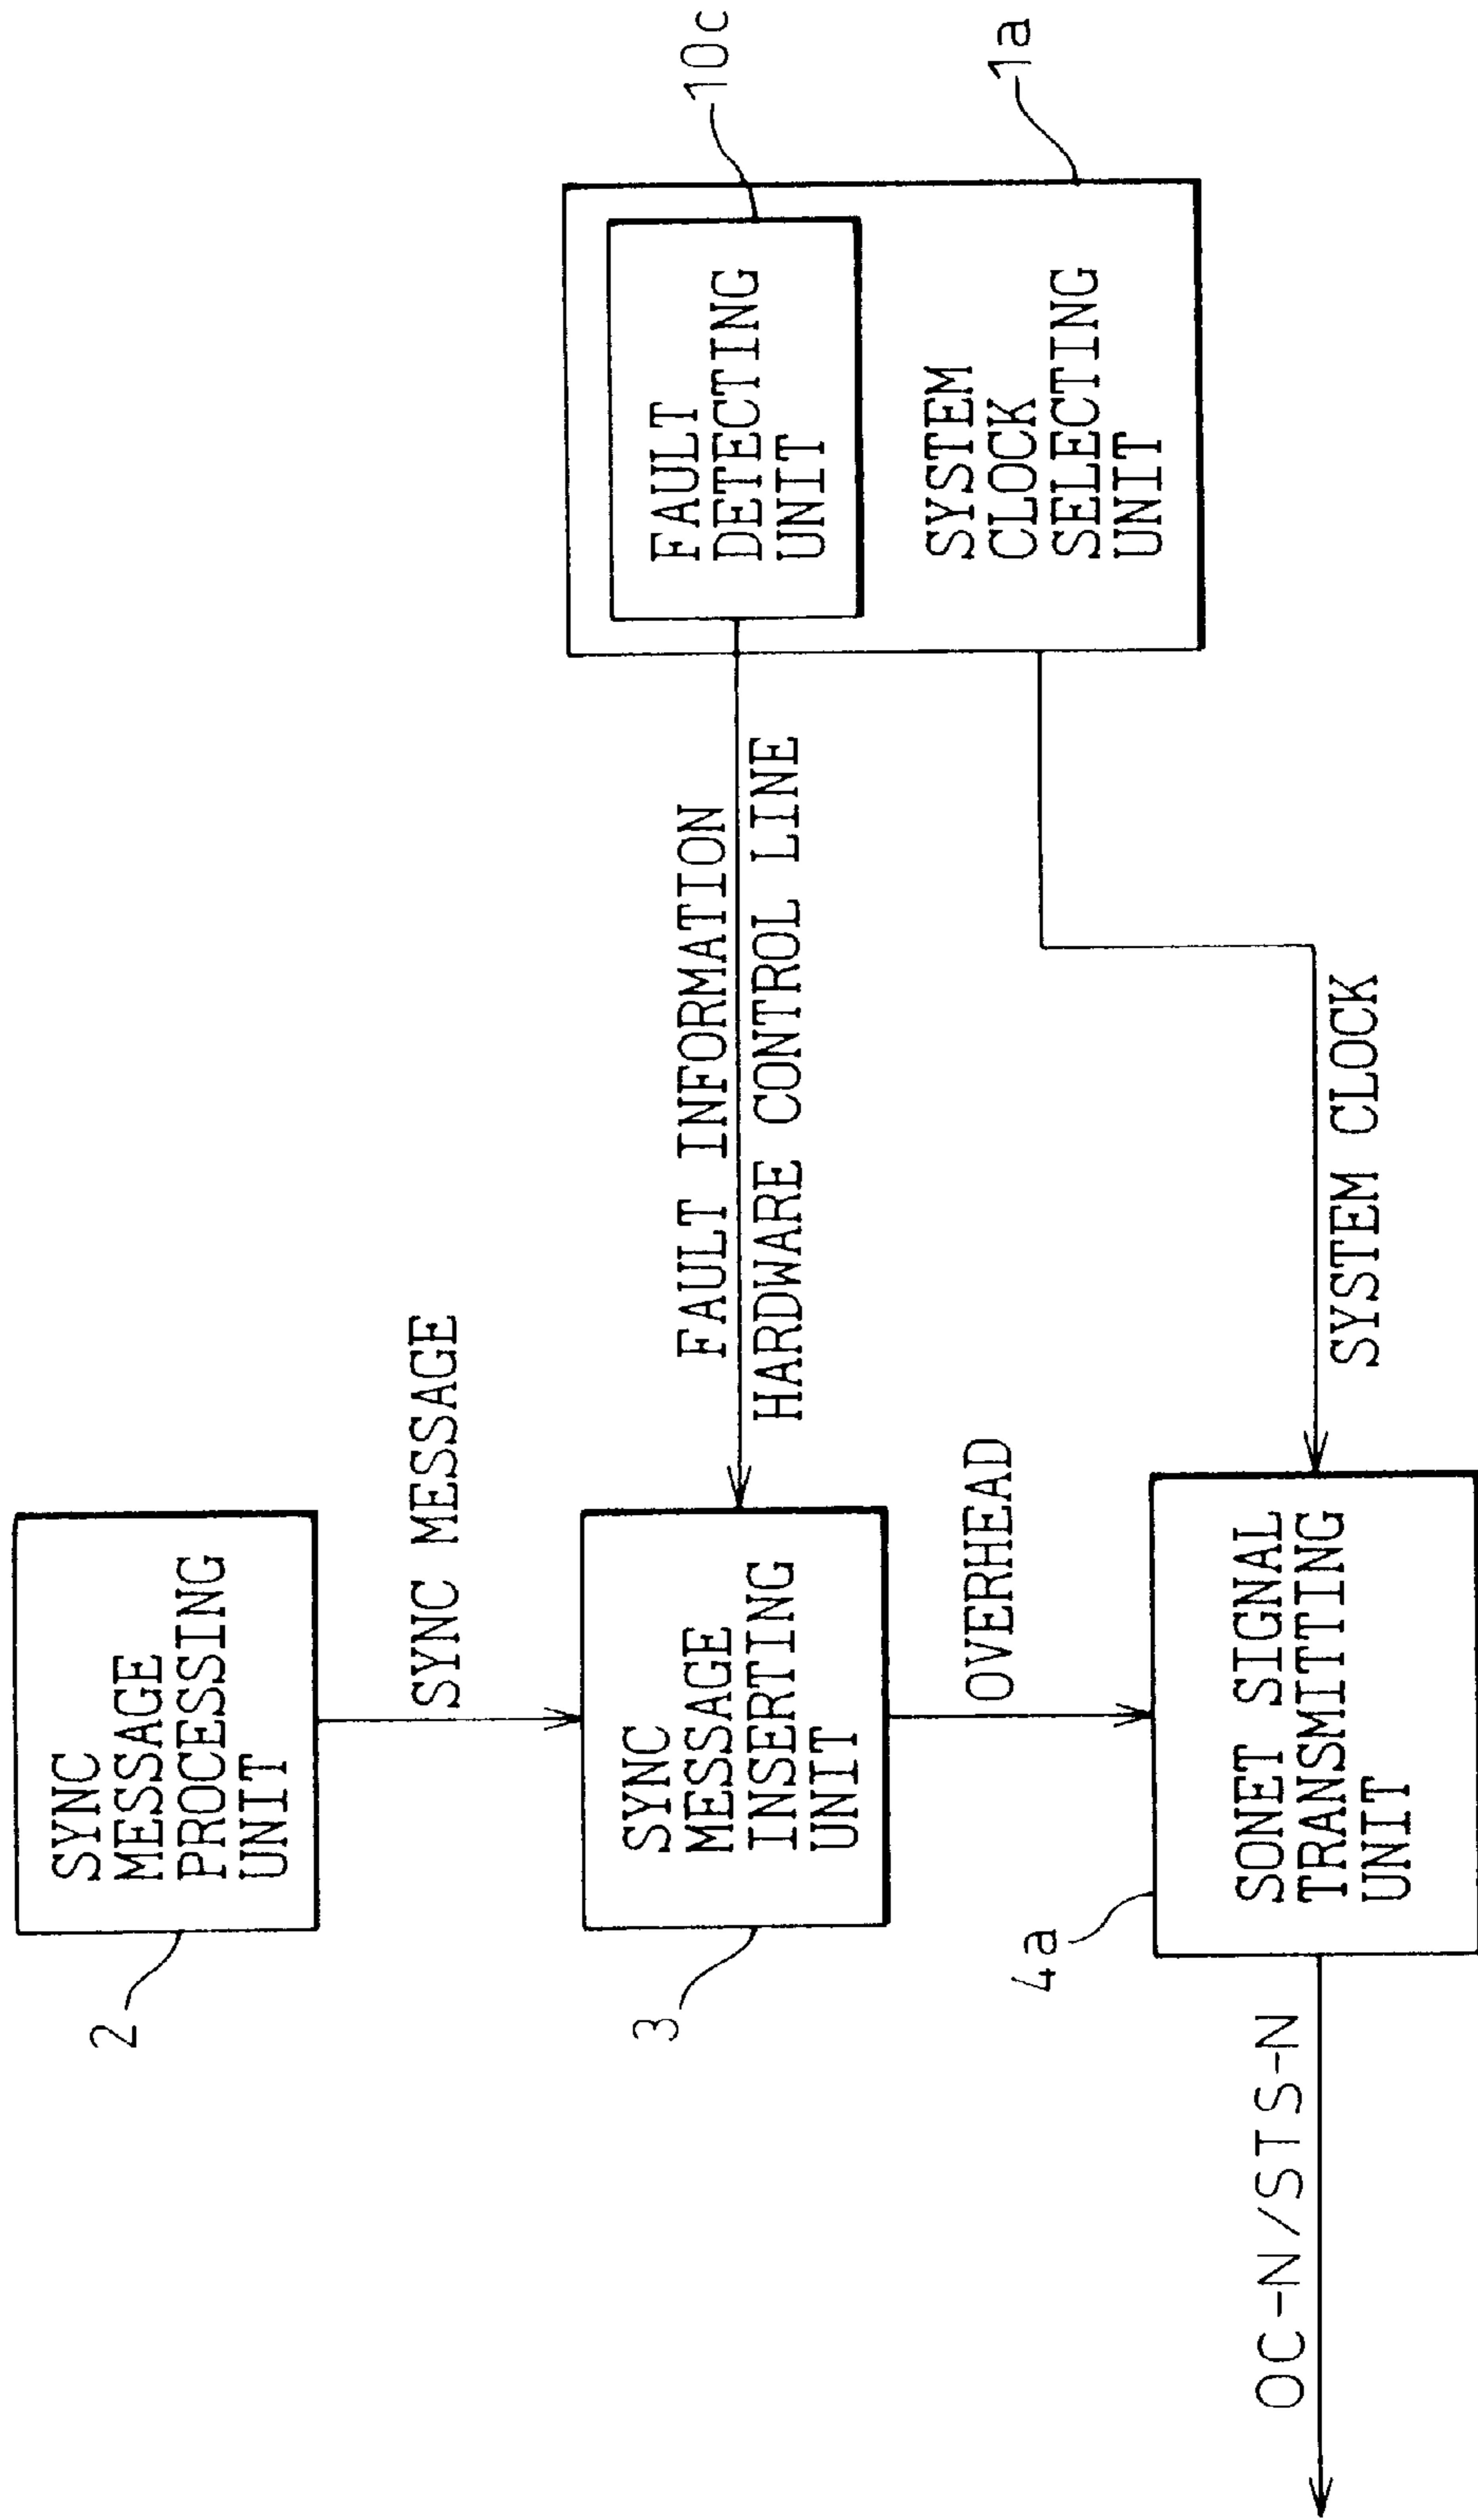 SYNC
MESSAGE
PROCESSING
UNIT
2
SYNC MESSAGE
SYNC
MESSAGE
INSERTING
UNIT
3
FAULT INFORMATION
HARDWARE CONTROL LINE
FAULT
DETECTING
UNIT
10c
SYSTEM
CLOCK
SELECTING
UNIT
1a
OVERHEAD
4a
SONET SIGNAL
TRANSMITTING
UNIT
SYSTEM CLOCK
OC-N/STS-N